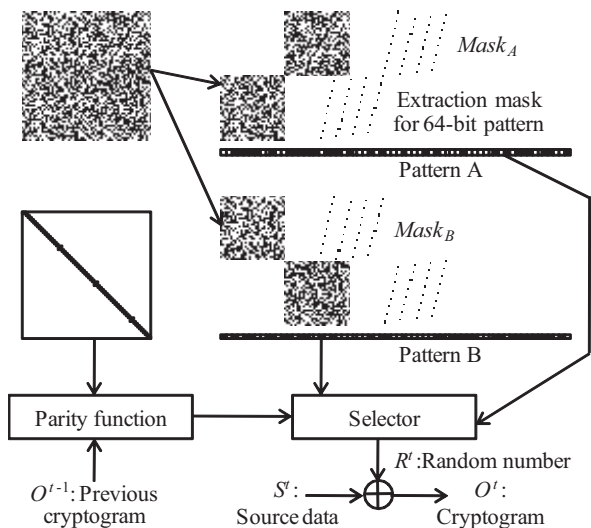 Mask_A
Extraction mask
for 64-bit pattern
Pattern A
Mask_B
Pattern B
Parity function
Selector
R^t:Random number
O^{t-1}: Previous
cryptogram
S^t:
Source data
O^t:
Cryptogram